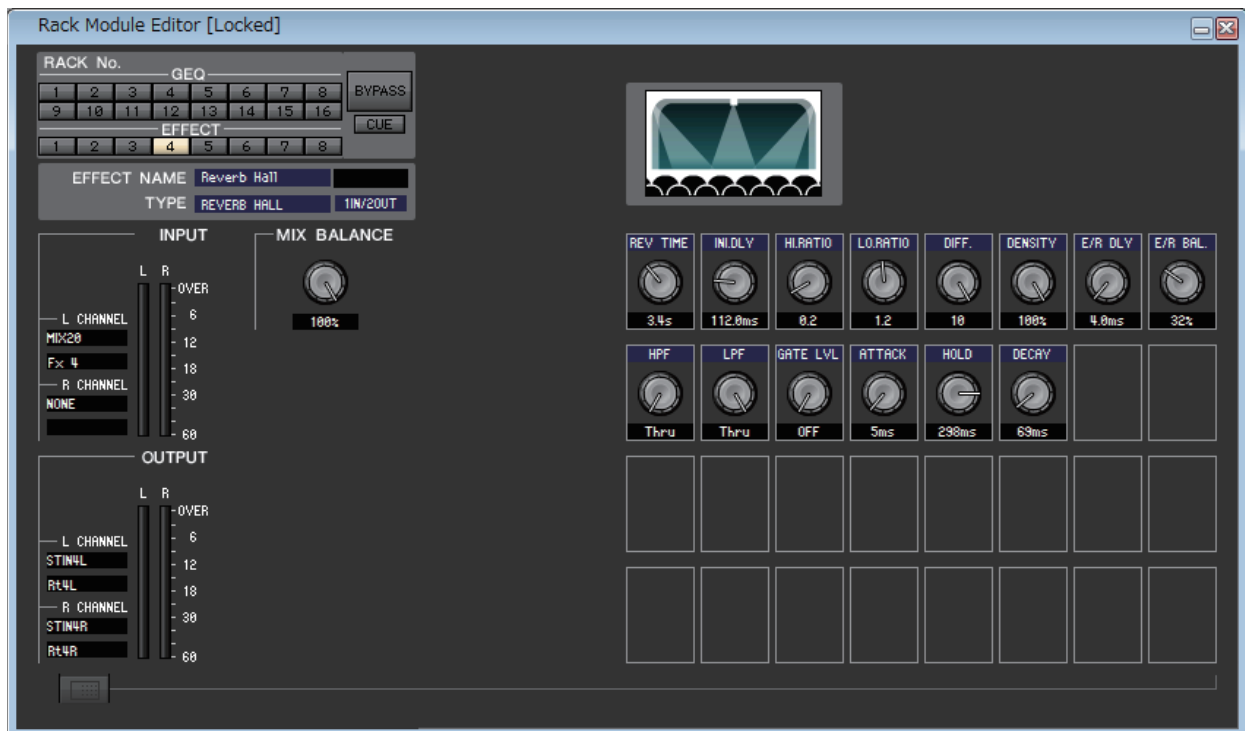 Rack Module Editor [Locked]
RACK No.
GEQ
1 2 3 4 5 6 7 8
9 10 11 12 13 14 15 16
BYPASS
CUE
EFFECT
1 2 3 4 5 6 7 8
EFFECT NAME Reverb Hall
TYPE REVERB HALL 1IN/2OUT
INPUT
MIX BALANCE
100%
L R
OVER
6
12
18
30
60
L CHANNEL
MIX20
Fx 4
R CHANNEL
NONE
REV TIME INI.DLY HI.RATIO LO.RATIO DIFF. DENSITY E/R DLY E/R BAL.
3.4s 112.0ms 0.2 1.2 10 100% 4.0ms 32%
HPF LPF GATE LVL ATTACK HOLD DECAY
Thru Thru OFF 5ms 298ms 69ms
OUTPUT
L R
OVER
6
12
18
30
60
L CHANNEL
STIN4L
Rt4L
R CHANNEL
STIN4R
Rt4R